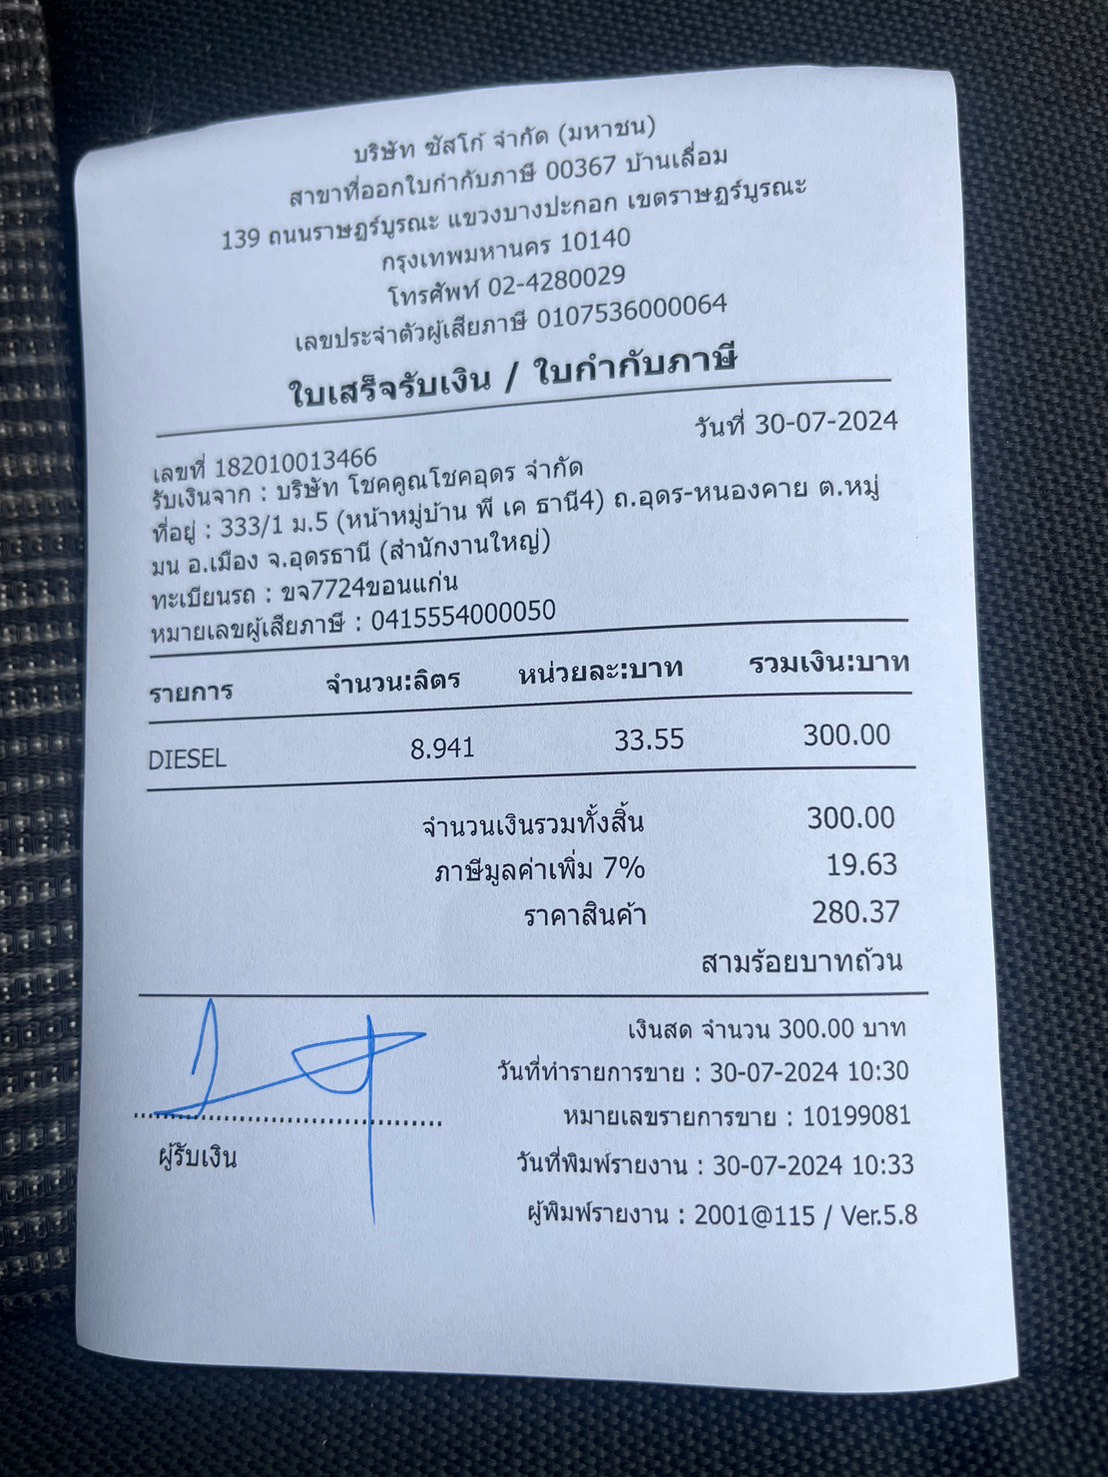 บริษัท ซัสโก้ จำกัด (มหาชน)
สาขาที่ออกใบกำกับภาษี 00367 บ้านเลื่อม
139 ถนนราษฎร์บูรณะ แขวงบางปะกอก เขตราษฎร์บูรณะ
กรุงเทพมหานคร 10140
โทรศัพท์ 02-4280029
เลขประจำตัวผู้เสียภาษี 0107536000064
ใบเสร็จรับเงิน / ใบกำกับภาษี
วันที่ 30-07-2024
เลขที่ 182010013466
รับเงินจาก : บริษัท โชคคูณโชคอุดร จำกัด
ที่อยู่ : 333/1 ม.5 (หน้าหมู่บ้าน พี เค ธานี4) ถ.อุดร-หนองคาย ต.หมู
มน อ.เมือง จ.อุดรธานี (สำนักงานใหญ่)
ทะเบียนรถ : ขจ7724ขอนแก่น
หมายเลขผู้เสียภาษี : 0415554000050
รายการ จำนวน:ลิตร หน่วยละ:บาท รวมเงิน:บาท
DIESEL 8.941 33.55 300.00
จำนวนเงินรวมทั้งสิ้น 300.00
ภาษีมูลค่าเพิ่ม 7% 19.63
ราคาสินค้า 280.37
สามร้อยบาทถ้วน
เงินสด จำนวน 300.00 บาท
วันที่ทำรายการขาย : 30-07-2024 10:30
หมายเลขรายการขาย : 10199081
ผู้รับเงิน
วันที่พิมพ์รายงาน : 30-07-2024 10:33
ผู้พิมพ์รายงาน : 2001@115 / Ver.5.8